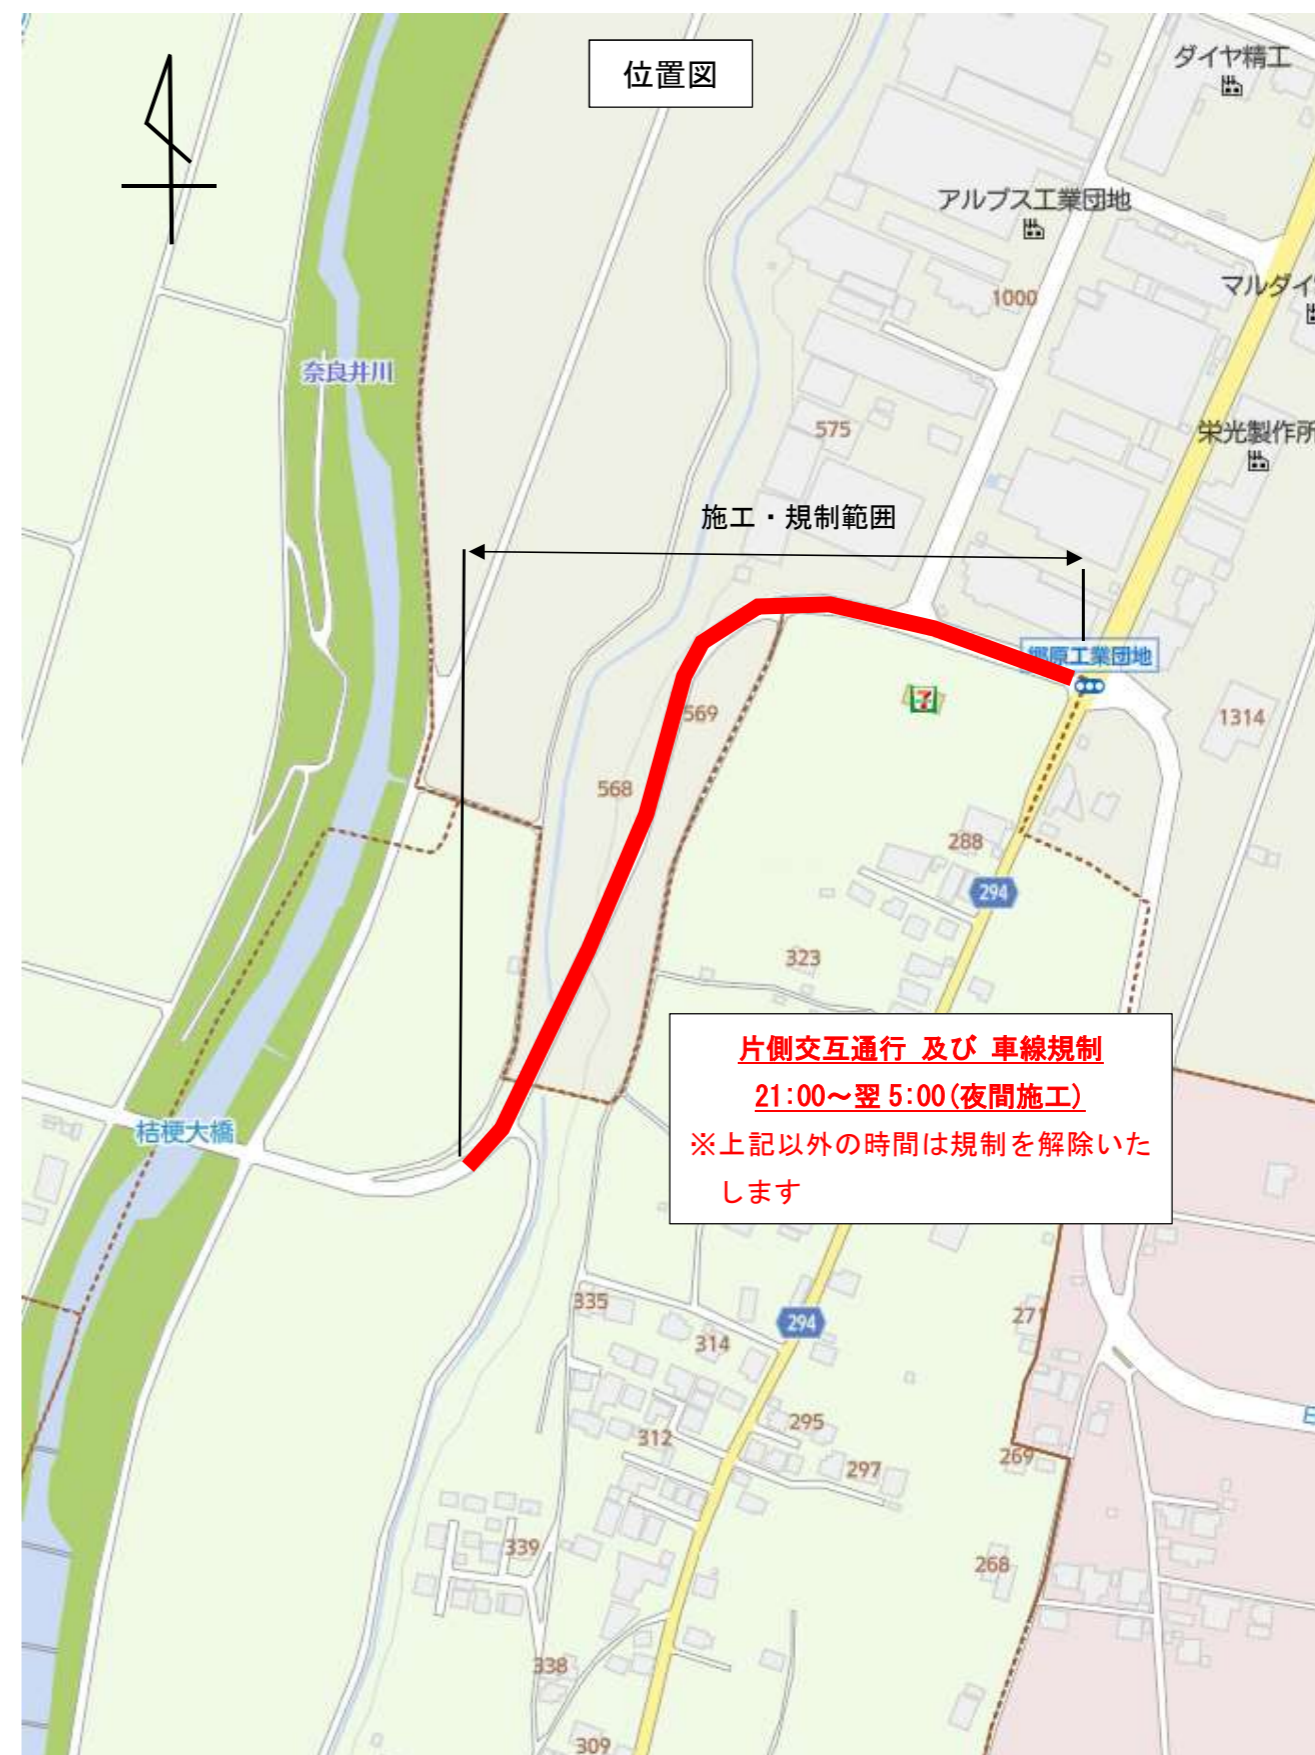 位置図
ダイヤ精工
アルプス工業団地
1000
マルダイ
奈良井川
575
栄光製作所
施工・規制範囲
郷原工業団地
7
569
1314
568
288
294
323
片側交互通行 及び 車線規制
21:00～翌5:00(夜間施工)
※上記以外の時間は規制を解除いた
します
桔梗大橋
335
294
314
271
295
312
297
269
339
268
338
309